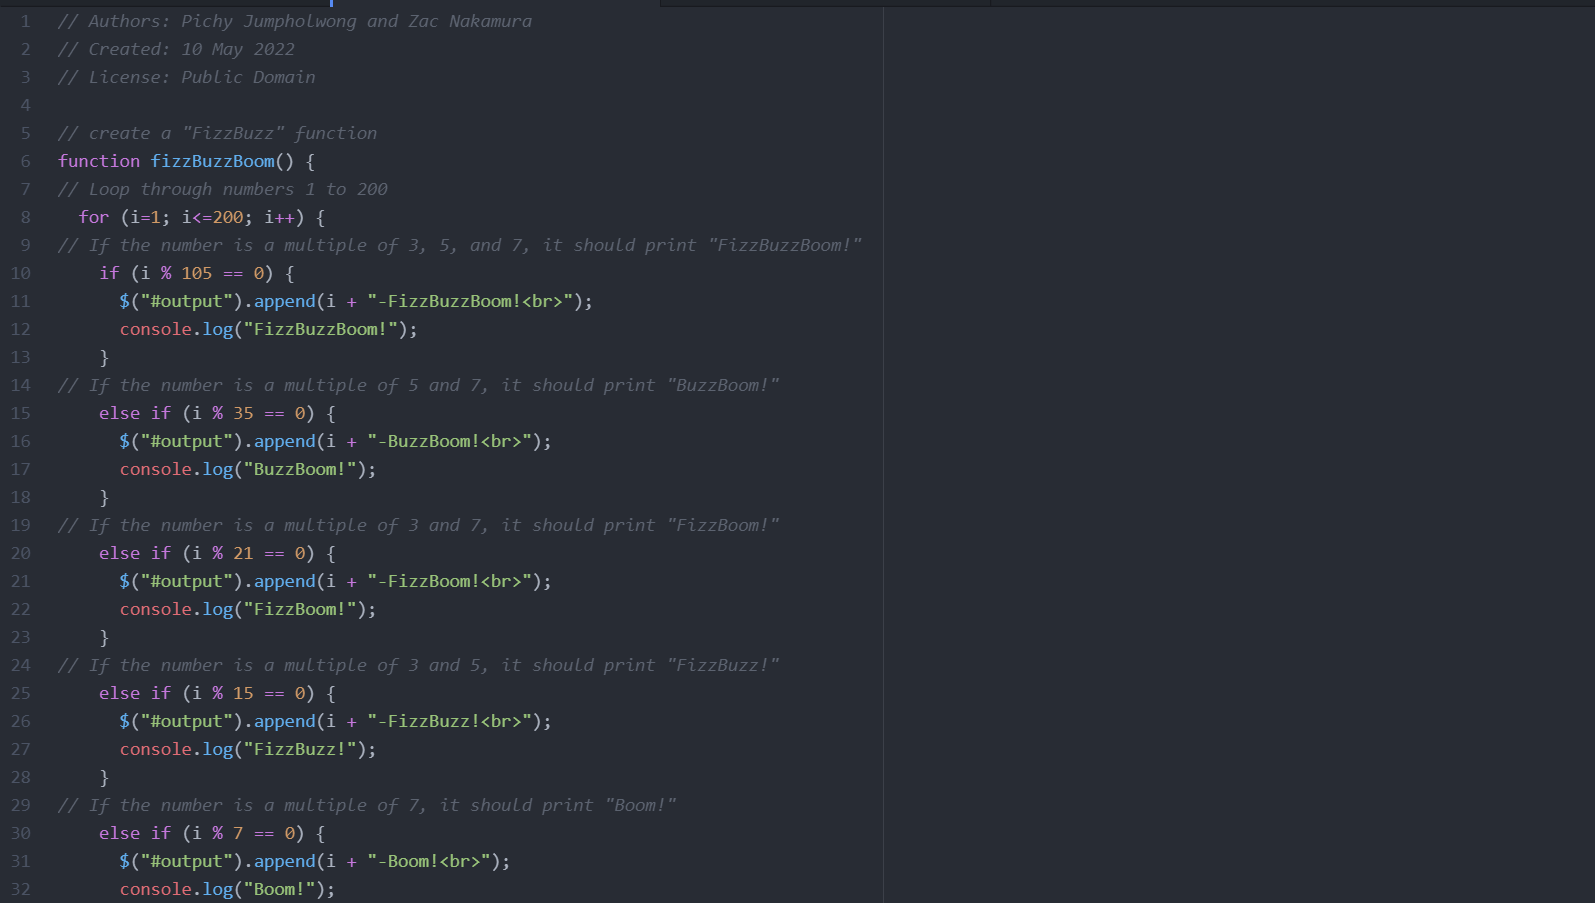 1 // Authors: Pichy Jumpholwong and Zac Nakamura
2 // Created: 10 May 2022
3 // License: Public Domain
4
5 // create a "FizzBuzz" function
6 function fizzBuzzBoom() {
7 // Loop through numbers 1 to 200
8 for (i=1; i<=200; i++) {
9 // If the number is a multiple of 3, 5, and 7, it should print "FizzBuzzBoom!"
10 if (i % 105 == 0) {
11 $("#output").append(i + "-FizzBuzzBoom!<br>");
12 console.log("FizzBuzzBoom!");
13 }
14 // If the number is a multiple of 5 and 7, it should print "BuzzBoom!"
15 else if (i % 35 == 0) {
16 $("#output").append(i + "-BuzzBoom!<br>");
17 console.log("BuzzBoom!");
18 }
19 // If the number is a multiple of 3 and 7, it should print "FizzBoom!"
20 else if (i % 21 == 0) {
21 $("#output").append(i + "-FizzBoom!<br>");
22 console.log("FizzBoom!");
23 }
24 // If the number is a multiple of 3 and 5, it should print "FizzBuzz!"
25 else if (i % 15 == 0) {
26 $("#output").append(i + "-FizzBuzz!<br>");
27 console.log("FizzBuzz!");
28 }
29 // If the number is a multiple of 7, it should print "Boom!"
30 else if (i % 7 == 0) {
31 $("#output").append(i + "-Boom!<br>");
32 console.log("Boom!");